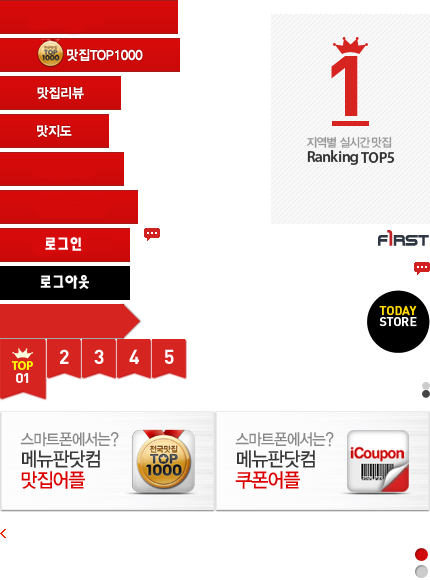 전국맛집
TOP
1000
맛집TOP1000
맛집리뷰
맛지도
1
지역별 실시간 맛집
Ranking TOP5
로그인
F1RST
로그아웃
TODAY
STORE
TOP
01
2
3
4
5
스마트폰에서는?
메뉴판닷컴
맛집어플
전국맛집
TOP
1000
스마트폰에서는?
메뉴판닷컴
쿠폰어플
iCoupon